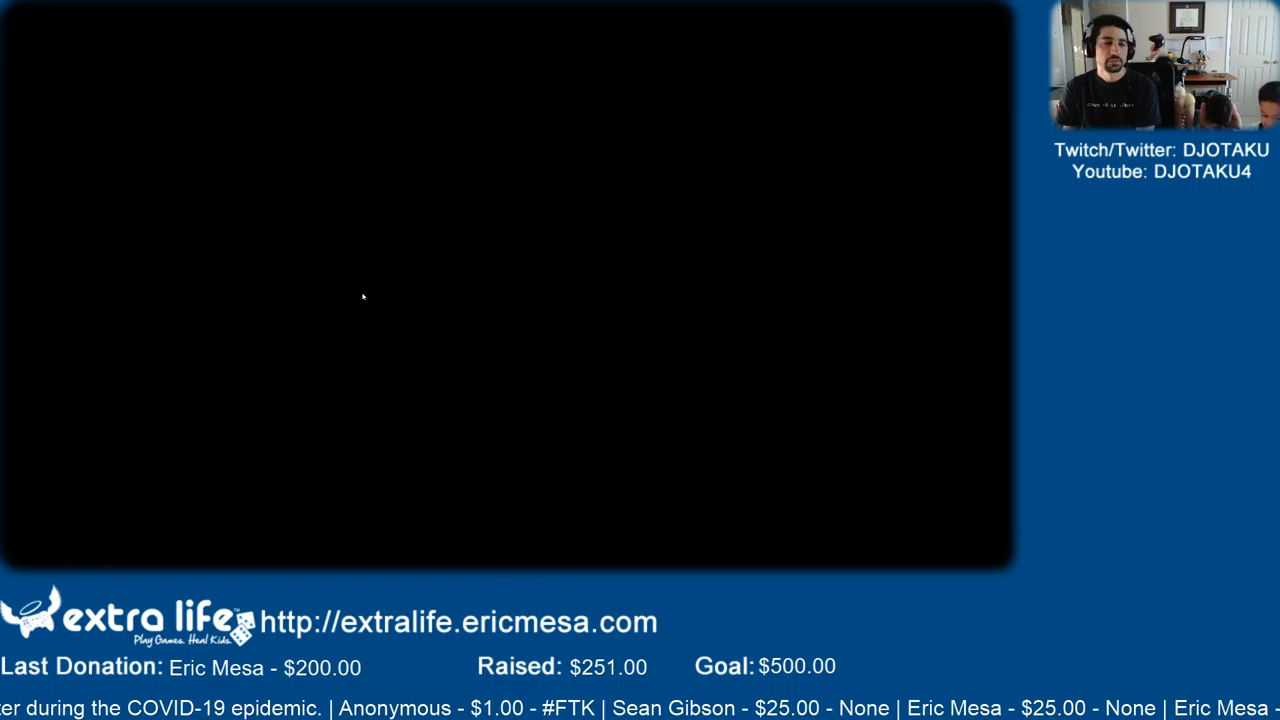 Twitch/Twitter: DJOTAKU
Youtube: DJOTAKU4
extra life
Play Games. Heal Kids.
http://extralife.ericmesa.com
Last Donation: Eric Mesa - $200.00
Raised: $251.00
Goal: $500.00
ter during the COVID-19 epidemic. | Anonymous - $1.00 - #FTK | Sean Gibson - $25.00 - None | Eric Mesa - $25.00 - None | Eric Mesa -